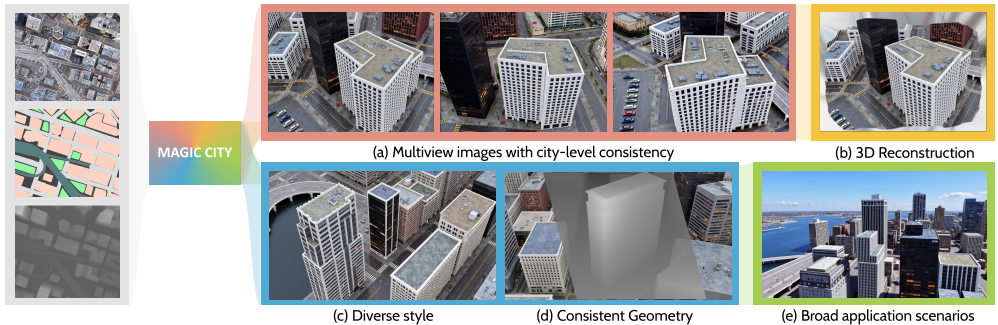 MAGIC CITY
(a) Multiview images with city-level consistency
(b) 3D Reconstruction
(c) Diverse style
(d) Consistent Geometry
(e) Broad application scenarios